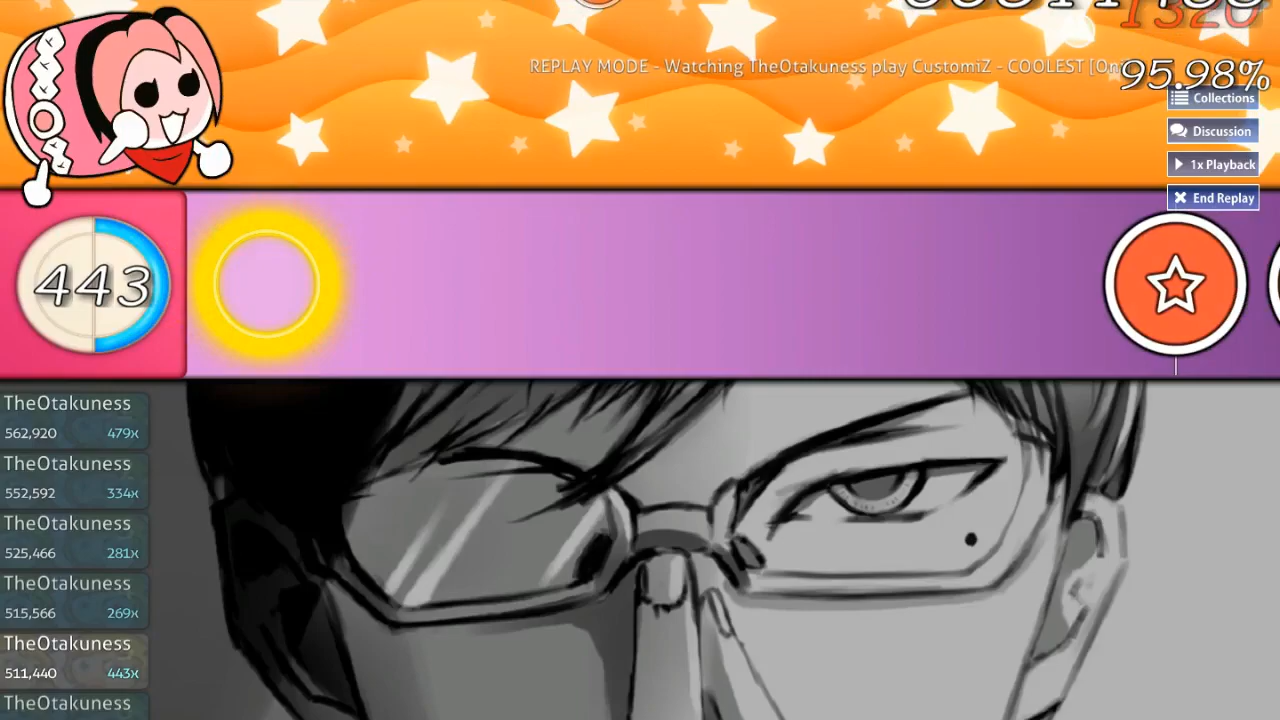 1320
REPLAY MODE - Watching TheOtakuness play CustomiZ - COOLEST
95.98%
Collections
Discussion
1x Playback
End Replay
443
TheOtakuness
562,920 479x
TheOtakuness
552,592 334x
TheOtakuness
525,466 281x
TheOtakuness
515,566 269x
TheOtakuness
511,440 443x
TheOtakuness